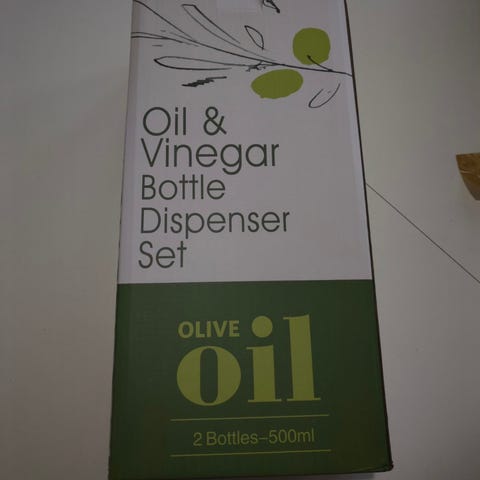 Oil &
Vinegar
Bottle
Dispenser
Set
OLIVE
oil
2 Bottles–500ml